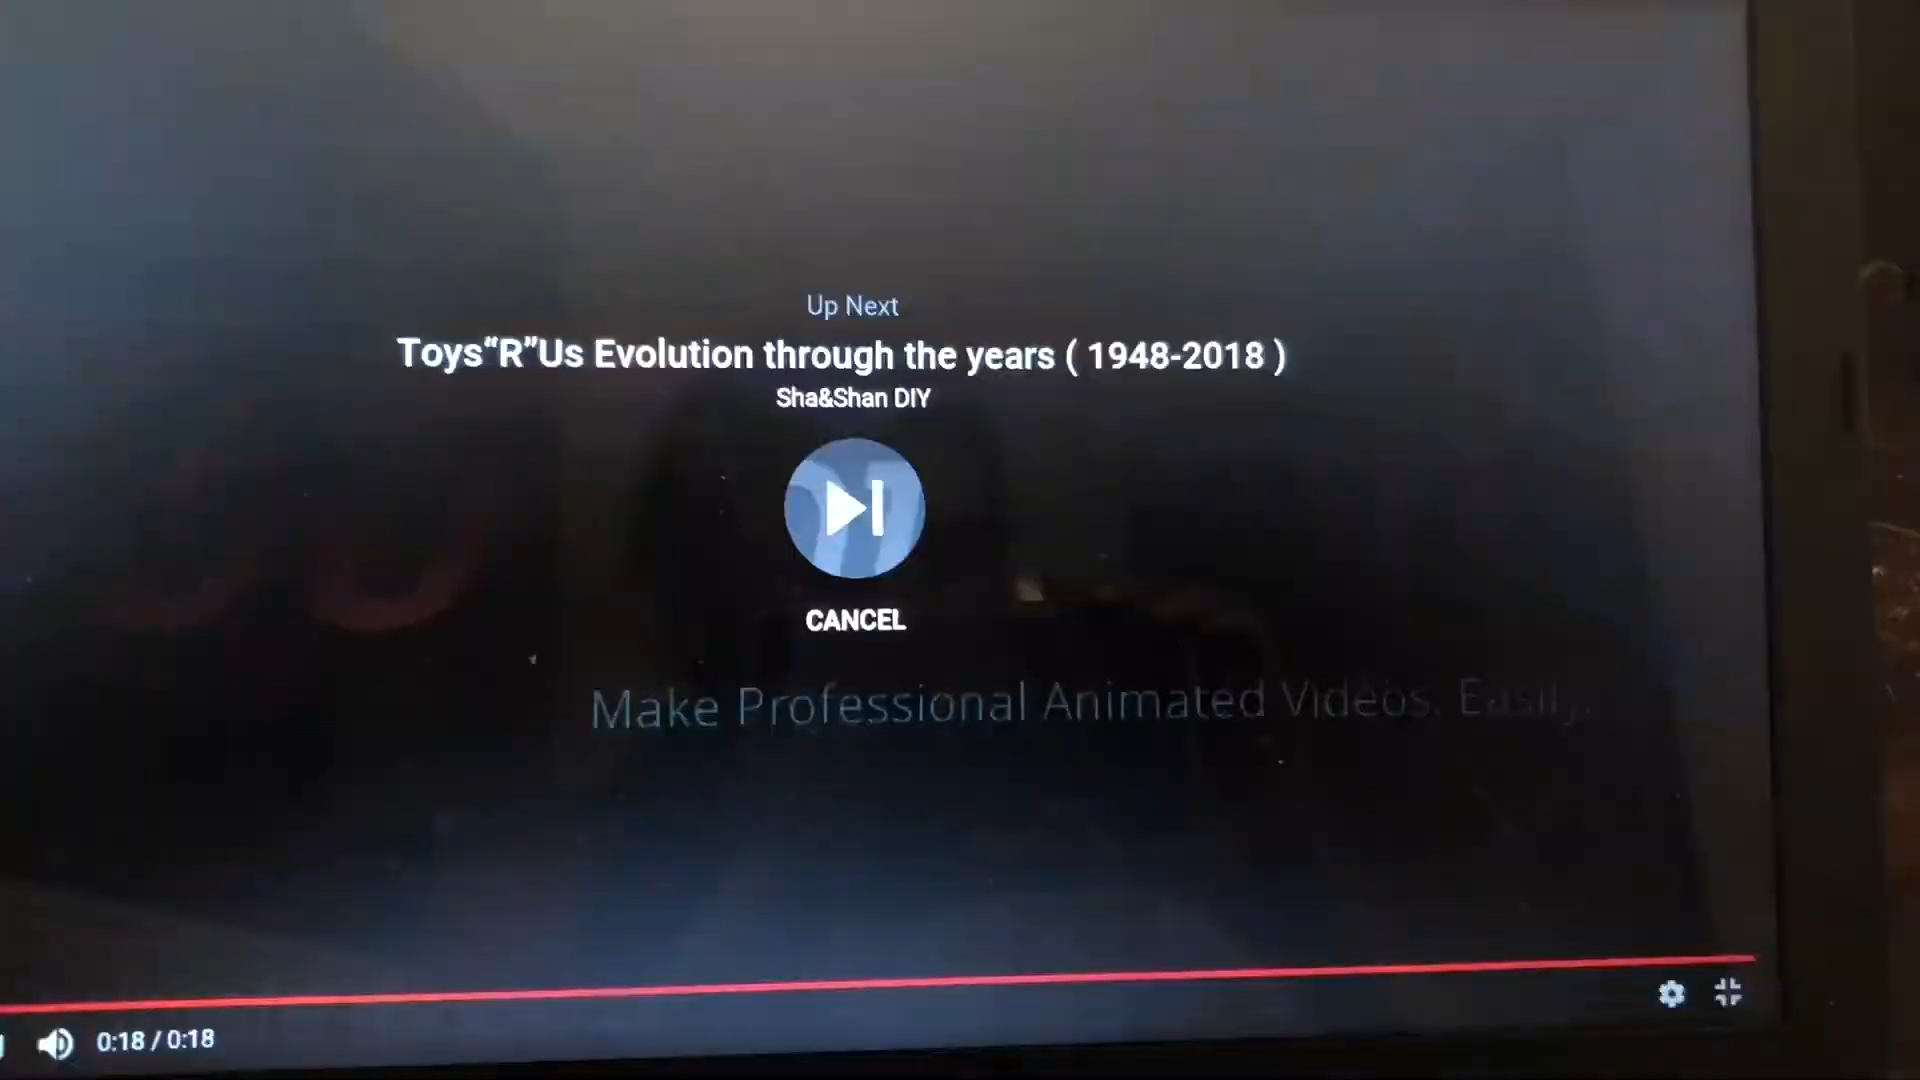 Up Next
Toys“R”Us Evolution through the years ( 1948-2018 )
Sha&Shan DIY
CANCEL
Make Professional Animated Videos. Easily.
0:18 / 0:18